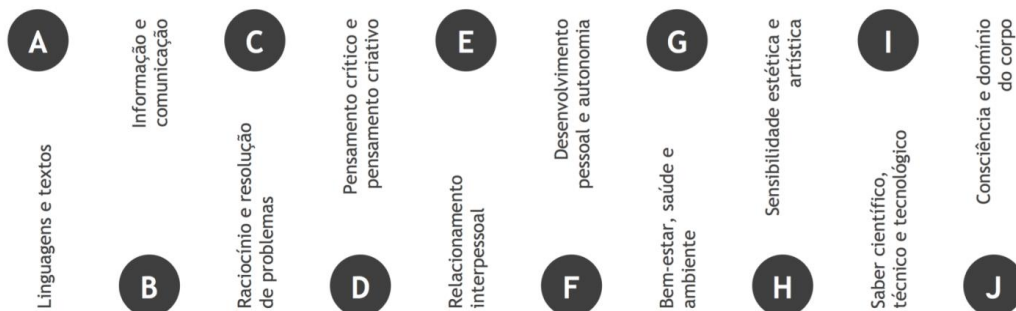 A
Linguagens e textos
Informação e
comunicação
B
C
Raciocínio e resolução
de problemas
Pensamento crítico e
pensamento criativo
D
E
Relacionamento
interpessoal
Desenvolvimento
pessoal e autonomia
F
G
Bem-estar, saúde e
ambiente
Sensibilidade estética e
artística
H
I
Saber científico,
técnico e tecnológico
Consciência e domínio
do corpo
J